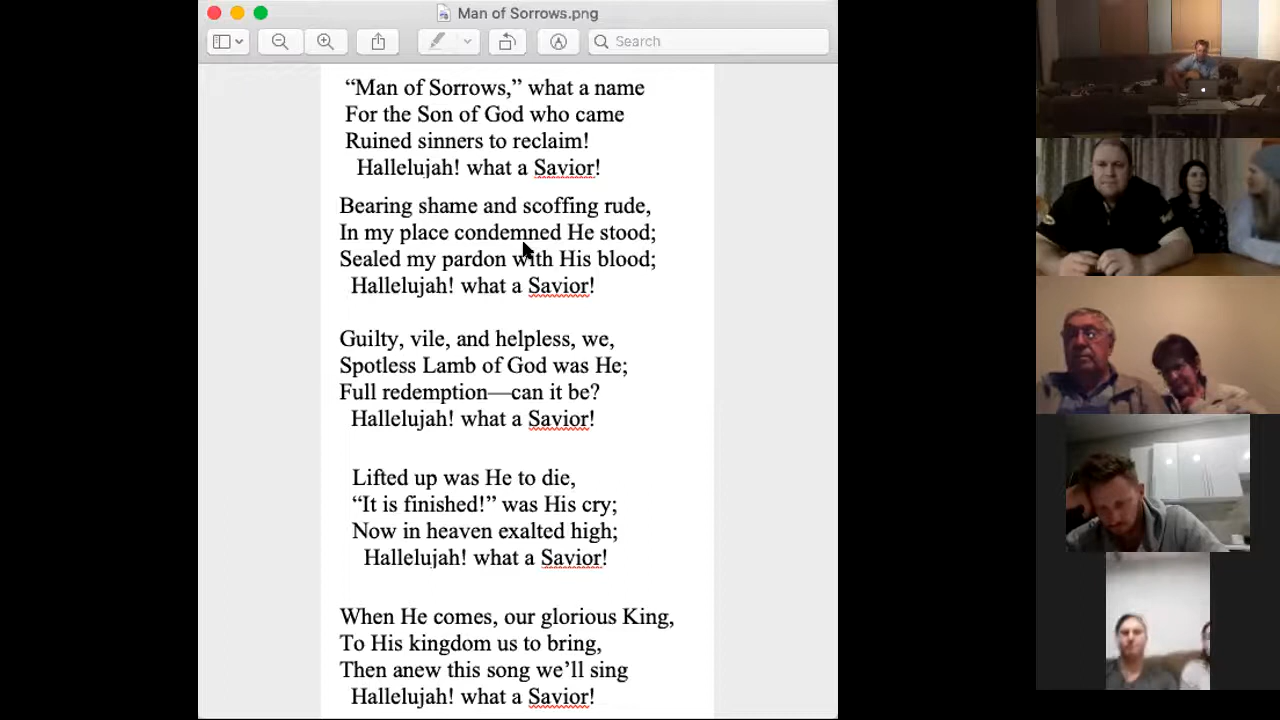 Man of Sorrows.png
Search
“Man of Sorrows,” what a name
For the Son of God who came
Ruined sinners to reclaim!
Hallelujah! what a Savior!
Bearing shame and scoffing rude,
In my place condemned He stood;
Sealed my pardon with His blood;
Hallelujah! what a Savior!
Guilty, vile, and helpless, we,
Spotless Lamb of God was He;
Full redemption—can it be?
Hallelujah! what a Savior!
Lifted up was He to die,
“It is finished!” was His cry;
Now in heaven exalted high;
Hallelujah! what a Savior!
When He comes, our glorious King,
To His kingdom us to bring,
Then anew this song we’ll sing
Hallelujah! what a Savior!